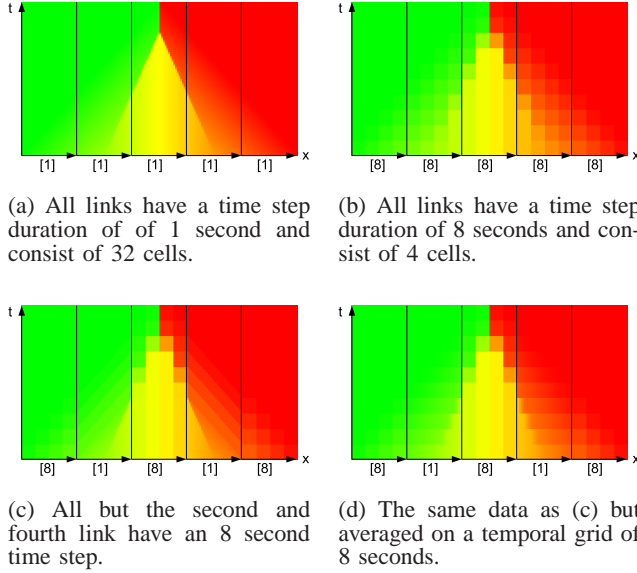 t
x
[1] [1] [1] [1] [1]
(a) All links have a time step
duration of of 1 second and
consist of 32 cells.
t
x
[8] [8] [8] [8] [8]
(b) All links have a time step
duration of 8 seconds and con-
sist of 4 cells.
t
x
[8] [1] [8] [1] [8]
(c) All but the second and
fourth link have an 8 second
time step.
t
x
[8] [1] [8] [1] [8]
(d) The same data as (c) but
averaged on a temporal grid of
8 seconds.